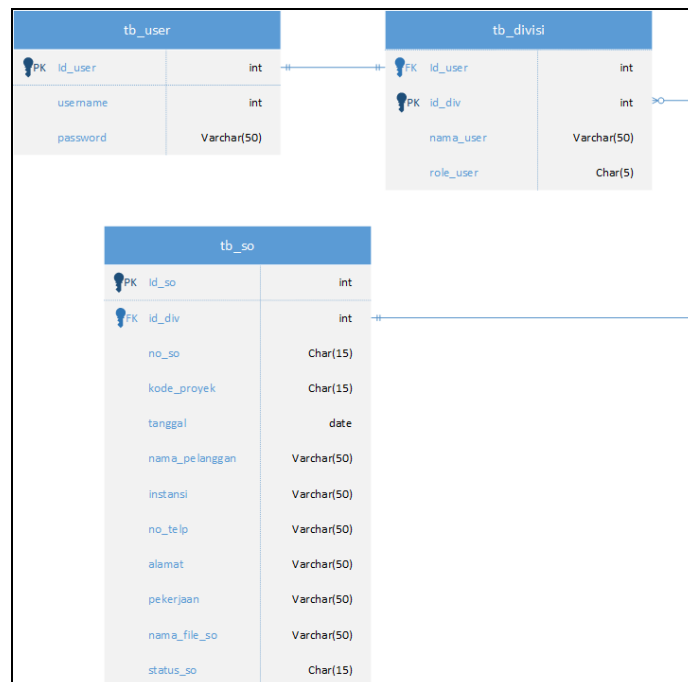 tb_user
PK Id_user int
username int
password Varchar(50)
tb_divisi
FK Id_user int
PK id_div int
nama_user Varchar(50)
role_user Char(5)
tb_so
PK Id_so int
FK id_div int
no_so Char(15)
kode_proyek Char(15)
tanggal date
nama_pelanggan Varchar(50)
instansi Varchar(50)
no_telp Varchar(50)
alamat Varchar(50)
pekerjaan Varchar(50)
nama_file_so Varchar(50)
status_so Char(15)